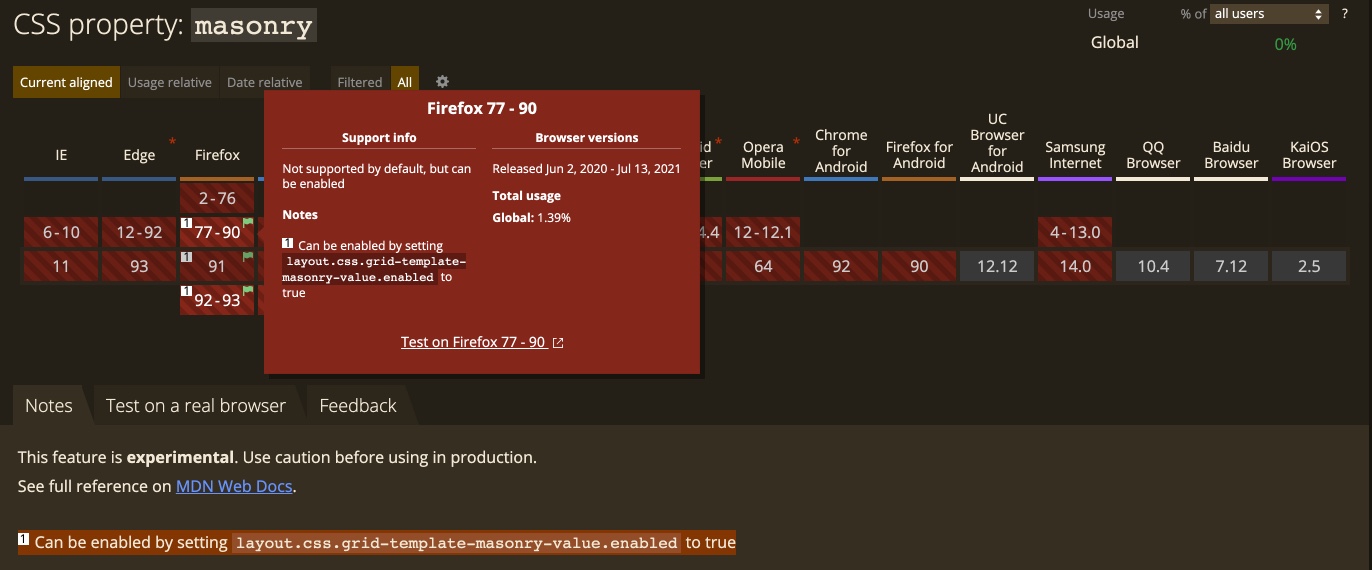 CSS property: masonry
Usage % of all users ?
Global 0%
Current aligned Usage relative Date relative Filtered All
Firefox 77 - 90
Support info Browser versions
Not supported by default, but can be enabled
Released Jun 2, 2020 - Jul 13, 2021
Total usage
Global: 1.39%
Notes
1 Can be enabled by setting
layout.css.grid-template-
masonry-value.enabled to
true
Test on Firefox 77 - 90
IE * Edge Firefox * Opera Mobile * Chrome for Android Firefox for Android UC Browser for Android Samsung Internet QQ Browser Baidu Browser KaiOS Browser
2-76
6-10 12-92 1 77-90 12-12.1 4-13.0
11 93 1 91 64 92 90 12.12 14.0 10.4 7.12 2.5
1 92-93
Notes Test on a real browser Feedback
This feature is experimental. Use caution before using in production.
See full reference on MDN Web Docs.
1 Can be enabled by setting layout.css.grid-template-masonry-value.enabled to true